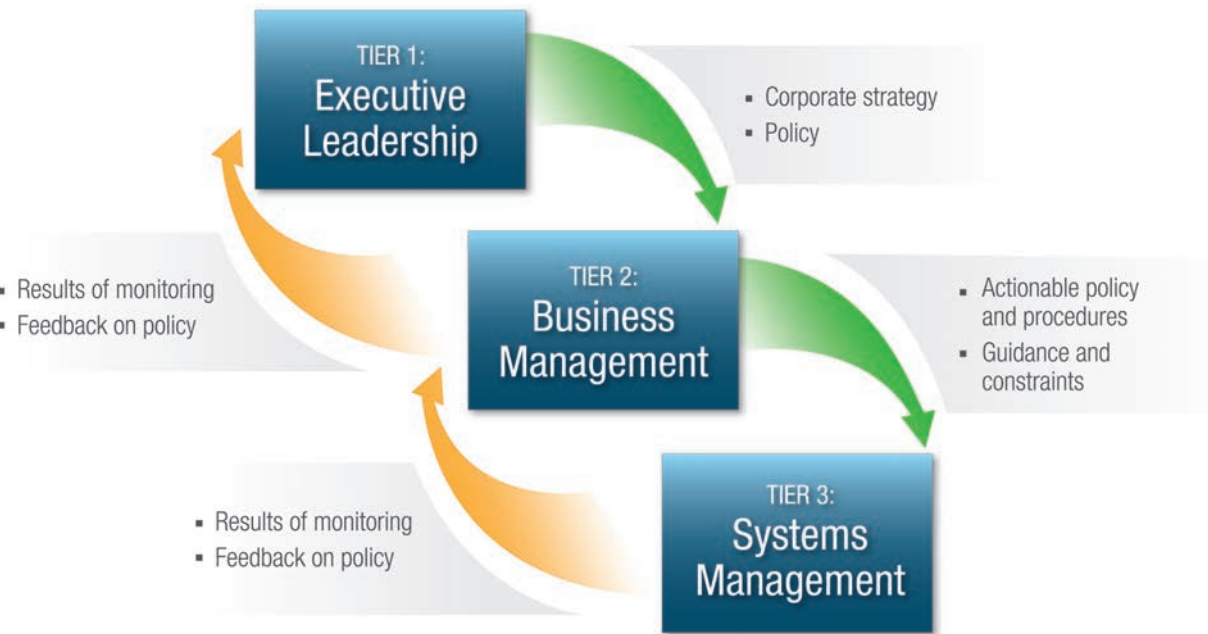 TIER 1:
Executive
Leadership
▪ Corporate strategy
▪ Policy
▪ Results of monitoring
▪ Feedback on policy
TIER 2:
Business
Management
▪ Actionable policy
and procedures
▪ Guidance and
constraints
▪ Results of monitoring
▪ Feedback on policy
TIER 3:
Systems
Management